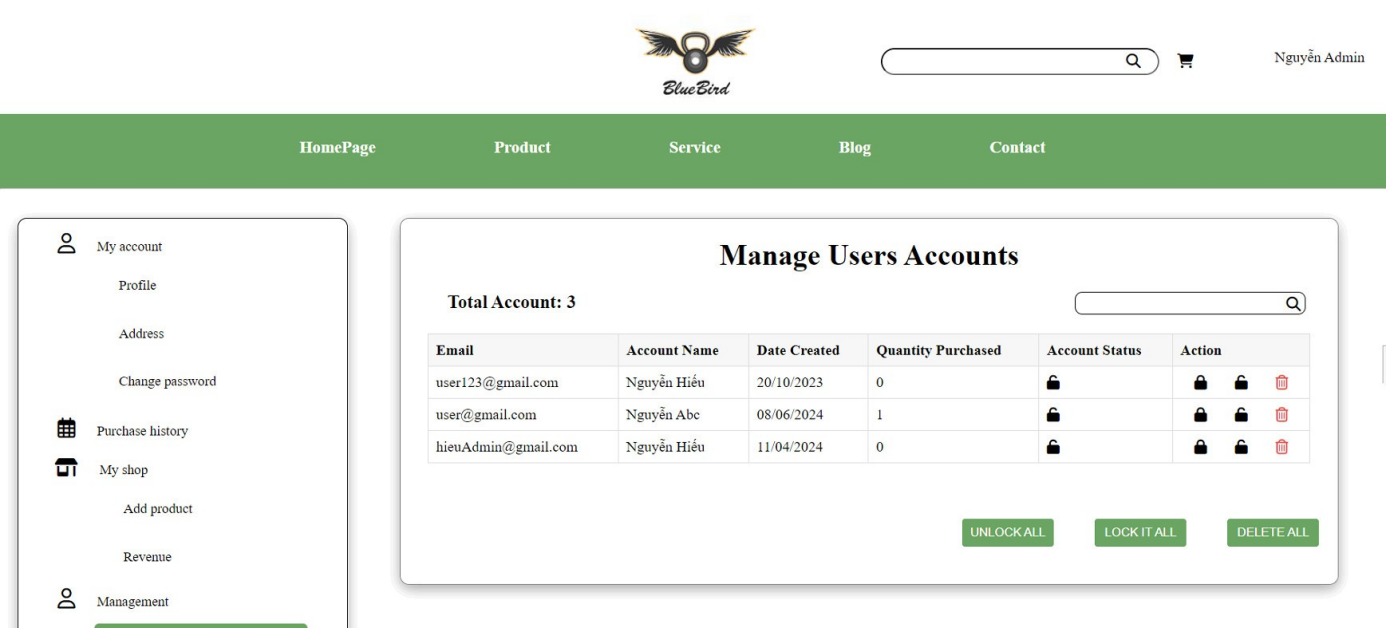 BlueBird
Nguyễn Admin
HomePage Product Service Blog Contact
My account
Profile
Address
Change password
Purchase history
My shop
Add product
Revenue
Management
Manage Users Accounts
Total Account: 3
Email Account Name Date Created Quantity Purchased Account Status Action
user123@gmail.com Nguyễn Hiếu 20/10/2023 0
user@gmail.com Nguyễn Abc 08/06/2024 1
hieuAdmin@gmail.com Nguyễn Hiếu 11/04/2024 0
UNLOCK ALL LOCK IT ALL DELETE ALL